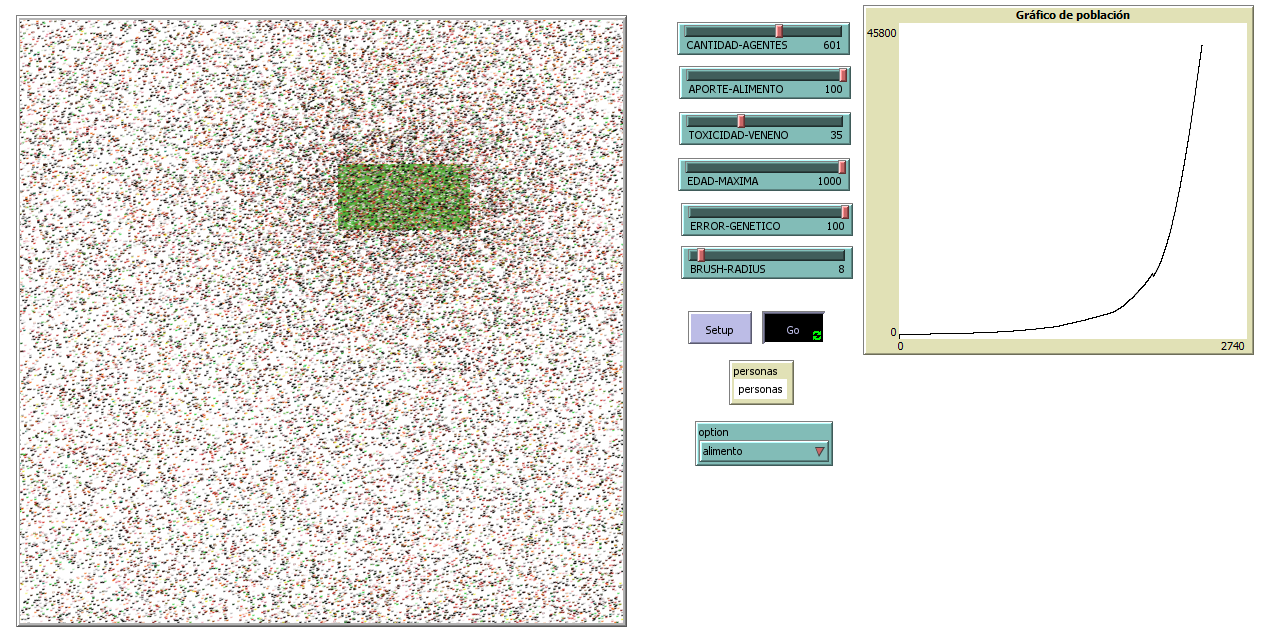 CANTIDAD-AGENTES 601
APORTE-ALIMENTO 100
TOXICIDAD-VENENO 35
EDAD-MAXIMA 1000
ERROR-GENETICO 100
BRUSH-RADIUS 8
Setup Go
personas
personas
option
alimento
Gráfico de población
45800
0
0 2740